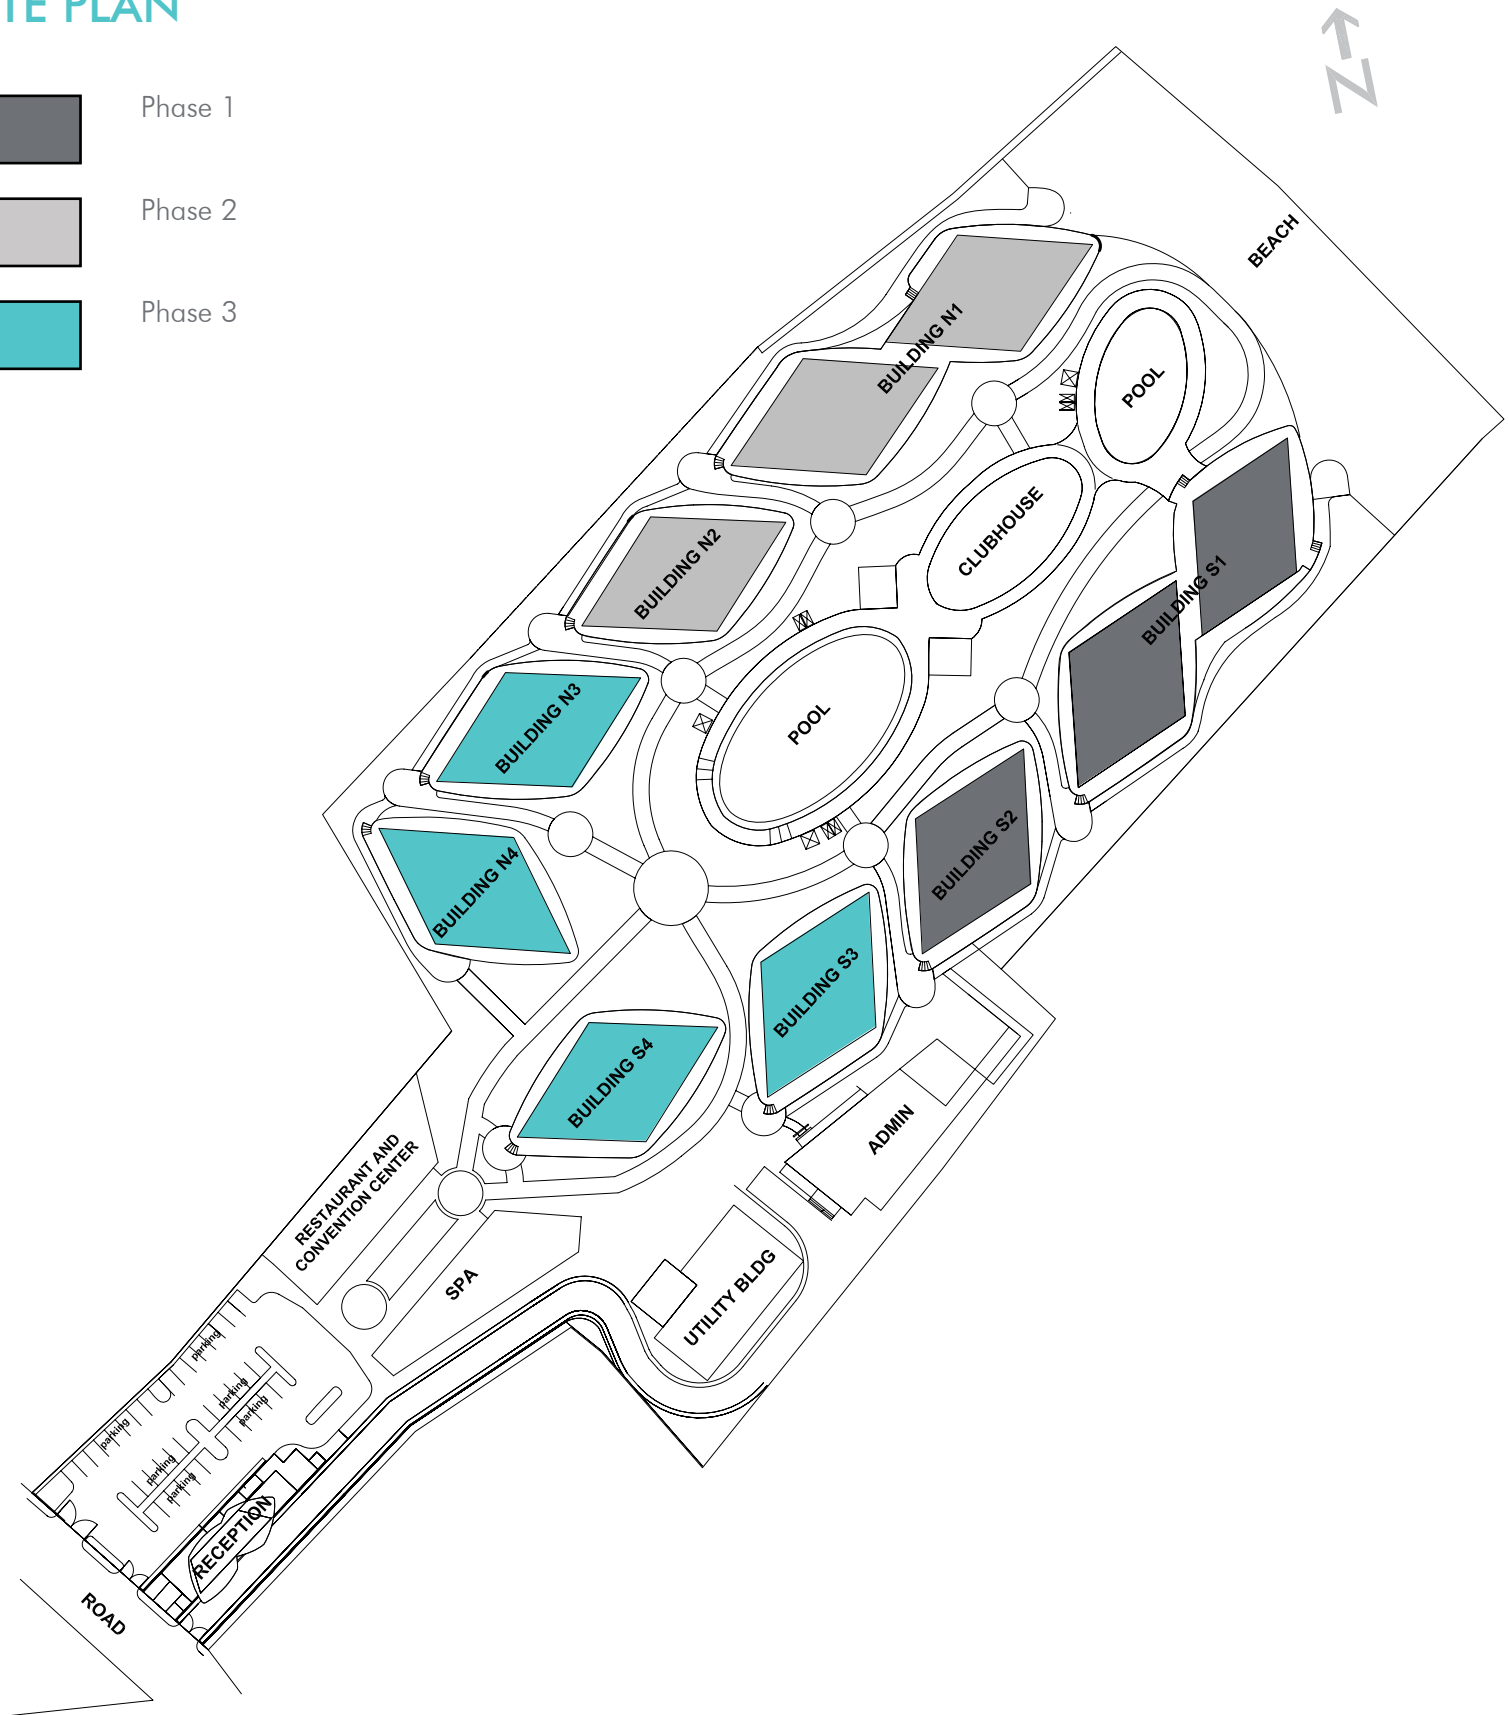 TE PLAN
Phase 1
Phase 2
Phase 3
N
BEACH
BUILDING N1
POOL
CLUBHOUSE
BUILDING N2
BUILDING S1
BUILDING N3
POOL
BUILDING S2
BUILDING N4
BUILDING S3
BUILDING S4
ADMIN
RESTAURANT AND
CONVENTION CENTER
SPA
UTILITY BLDG
parking
parking
parking
parking
parking
parking
RECEPTION
ROAD